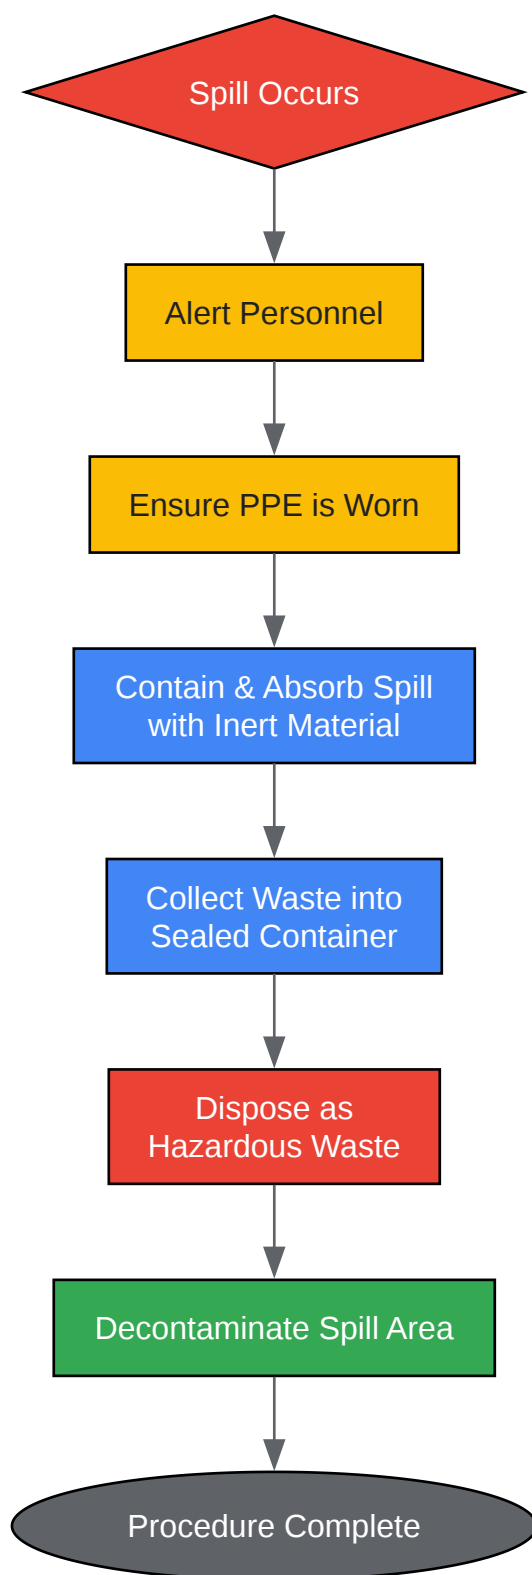 Spill Occurs
Alert Personnel
Ensure PPE is Worn
Contain & Absorb Spill
with Inert Material
Collect Waste into
Sealed Container
Dispose as
Hazardous Waste
Decontaminate Spill Area
Procedure Complete